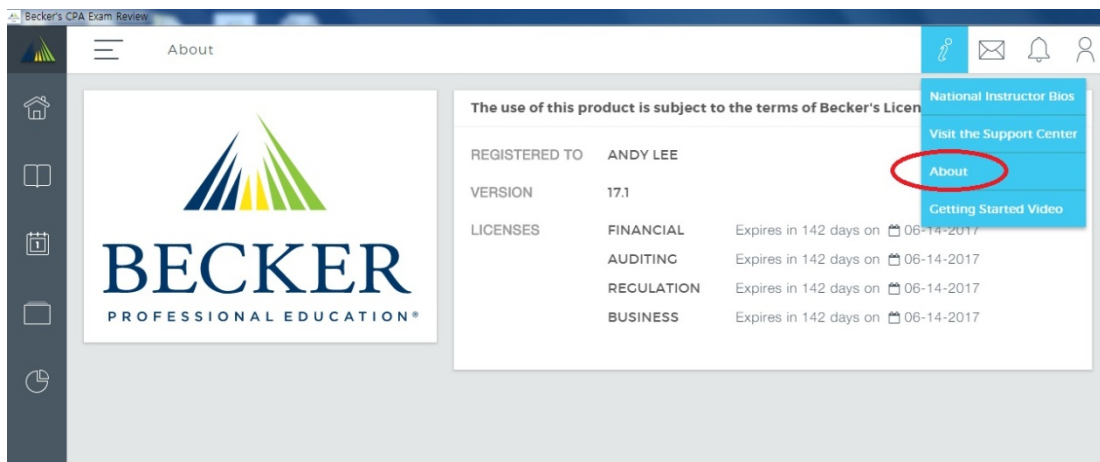 Becker's CPA Exam Review
About
National Instructor Bios
Visit the Support Center
About
Getting Started Video
BECKER
PROFESSIONAL EDUCATION®
The use of this product is subject to the terms of Becker's Licen
REGISTERED TO ANDY LEE
VERSION 17.1
LICENSES FINANCIAL Expires in 142 days on 06-14-2017
AUDITING Expires in 142 days on 06-14-2017
REGULATION Expires in 142 days on 06-14-2017
BUSINESS Expires in 142 days on 06-14-2017
1